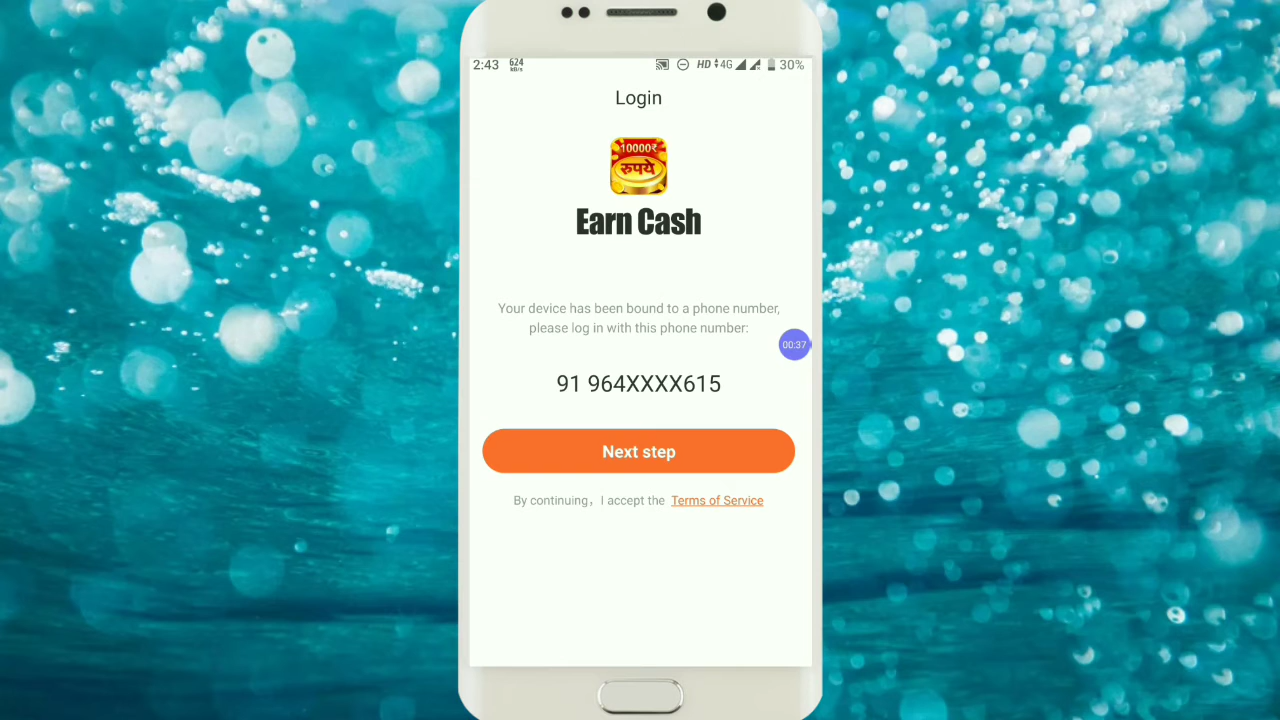 2:43 624 kB/s HD 4G 30%
Login
10000₹
रुपये
Earn Cash
Your device has been bound to a phone number,
please log in with this phone number:
00:37
91 964XXXX615
Next step
By continuing, I accept the Terms of Service